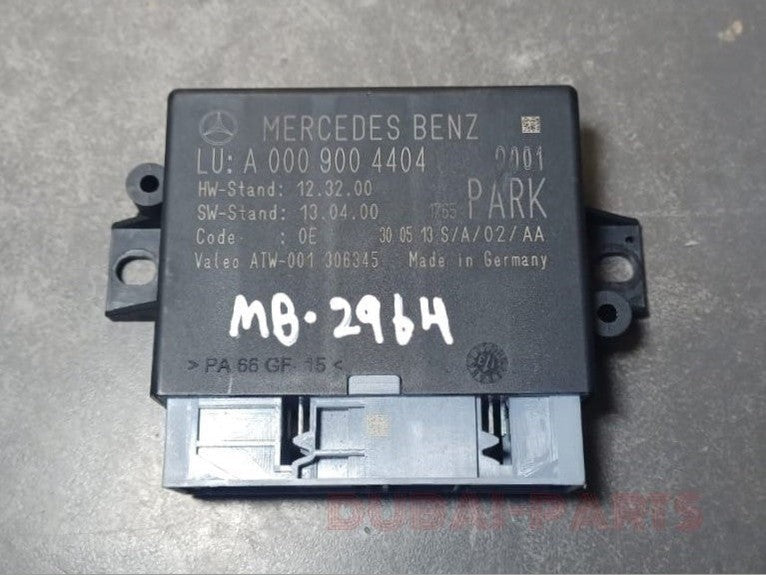 MERCEDES BENZ
LU: A 000 900 4404 0001
HW-Stand: 12.32.00
SW-Stand: 13.04.00 1765 PARK
Code : 0E 30 05 13 S/A/02/AA
Valeo ATW-001 306345 Made in Germany
MB-2964
> PA 66 GF-15 <
DUBAI-PARTS